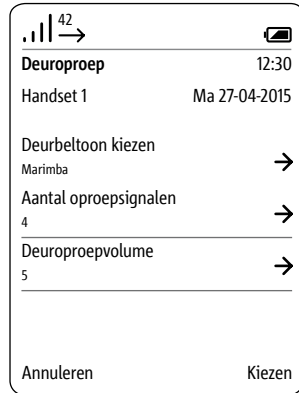 42
Deuroproep 12:30
Handset 1 Ma 27-04-2015
Deurbeltoon kiezen
Marimba
Aantal oproepsignalen
4
Deuroproepvolume
5
Annuleren Kiezen